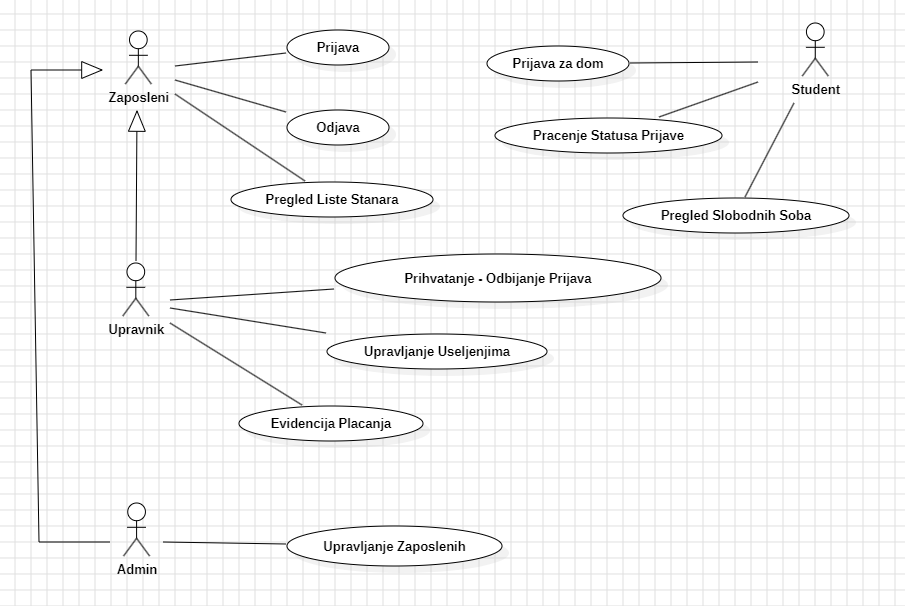 Prijava
Zaposleni
Odjava
Pregled Liste Stanara
Prijava za dom
Student
Pracenje Statusa Prijave
Pregled Slobodnih Soba
Upravnik
Prihvatanje - Odbijanje Prijava
Upravljanje Useljenjima
Evidencija Placanja
Admin
Upravljanje Zaposlenih